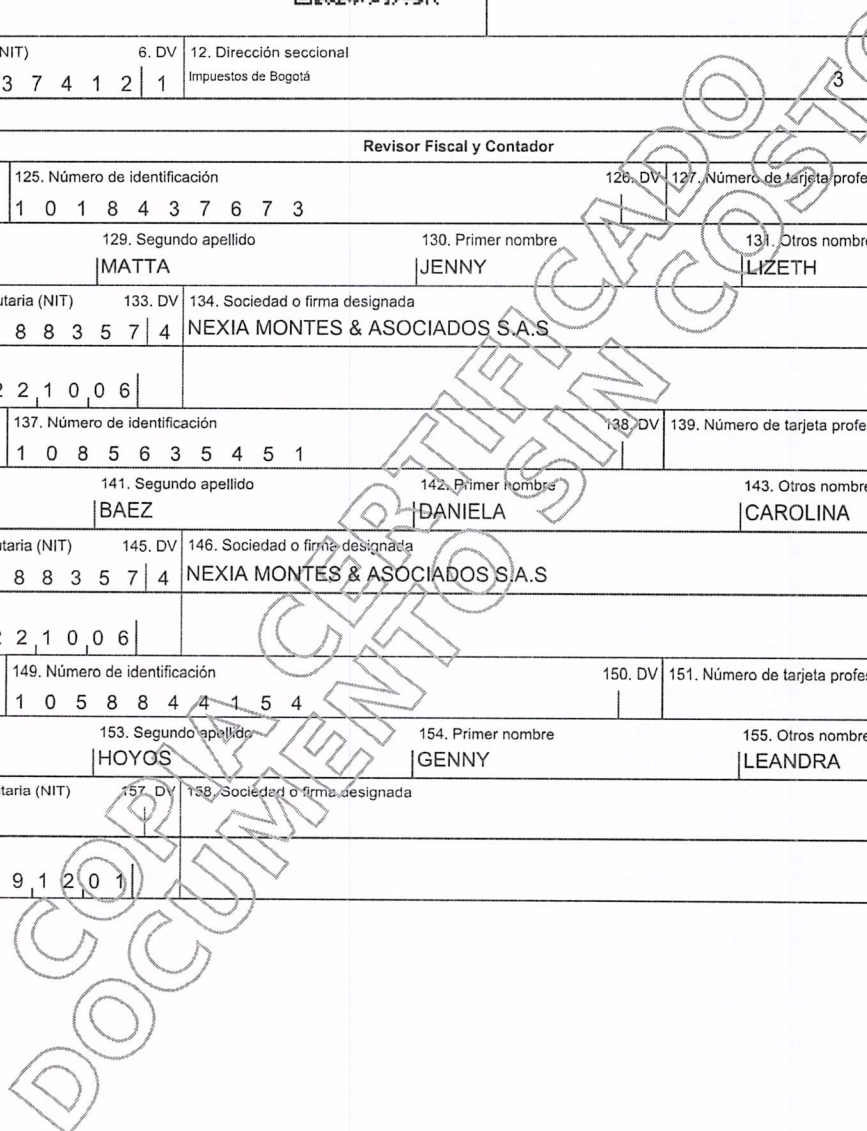 NIT) 6. DV 12. Dirección seccional
3 7 4 1 2 1 Impuestos de Bogotá 3
Revisor Fiscal y Contador
125. Número de identificación 126. DV 127. Número de tarjeta profe
1 0 1 8 4 3 7 6 7 3
129. Segundo apellido 130. Primer nombre 131. Otros nombre
MATTA JENNY LIZETH
utaria (NIT) 133. DV 134. Sociedad o firma designada
8 8 3 5 7 4 NEXIA MONTES & ASOCIADOS S.A.S
2 2 1 0 0 6
137. Número de identificación 138. DV 139. Número de tarjeta profe
1 0 8 5 6 3 5 4 5 1
141. Segundo apellido 142. Primer nombre 143. Otros nombre
BAEZ DANIELA CAROLINA
utaria (NIT) 145. DV 146. Sociedad o firma designada
8 8 3 5 7 4 NEXIA MONTES & ASOCIADOS S.A.S
2 2 1 0 0 6
149. Número de identificación 150. DV 151. Número de tarjeta profes
1 0 5 8 8 4 4 1 5 4
153. Segundo apellido 154. Primer nombre 155. Otros nombre
HOYOS GENNY LEANDRA
utaria (NIT) 157. DV 158. Sociedad o firma designada
9 1 2 0 1
COPIA CERTIFICADO
DOCUMENTO SIN COSTO